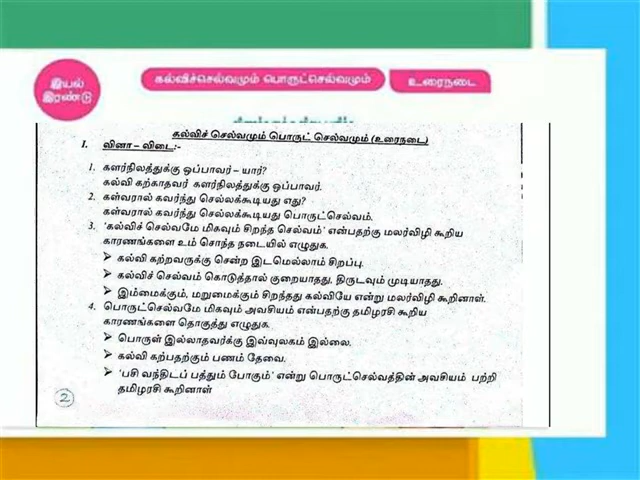 இயல்
இரண்டு
கல்விச்செல்வமும் பொருட்செல்வமும்
உரைநடை
கல்விச் செல்வமும் பொருட் செல்வமும் (உரைநடை)
I. வினா – விடை:-
1. களர்நிலத்துக்கு ஒப்பாவர் – யார்?
கல்வி கற்காதவர் களர்நிலத்துக்கு ஒப்பாவர்.
2. கள்வரால் கவர்ந்து செல்லக்கூடியது எது?
கள்வரால் கவர்ந்து செல்லக்கூடியது பொருட்செல்வம்.
3. 'கல்விச் செல்வமே மிகவும் சிறந்த செல்வம்' என்பதற்கு மலர்விழி கூறிய
காரணங்களை உம் சொந்த நடையில் எழுதுக.
➤ கல்வி கற்றவருக்கு சென்ற இடமெல்லாம் சிறப்பு.
➤ கல்விச் செல்வம் கொடுத்தால் குறையாதது, திருடவும் முடியாதது.
➤ இம்மைக்கும், மறுமைக்கும் சிறந்தது கல்வியே என்று மலர்விழி கூறினாள்.
4. பொருட்செல்வமே மிகவும் அவசியம் என்பதற்கு தமிழரசி கூறிய
காரணங்களை தொகுத்து எழுதுக.
➤ பொருள் இல்லாதவர்க்கு இவ்வுலகம் இல்லை.
➤ கல்வி கற்பதற்கும் பணம் தேவை.
➤ 'பசி வந்திடப் பத்தும் போகும்' என்று பொருட்செல்வத்தின் அவசியம் பற்றி
தமிழரசி கூறினாள்
2